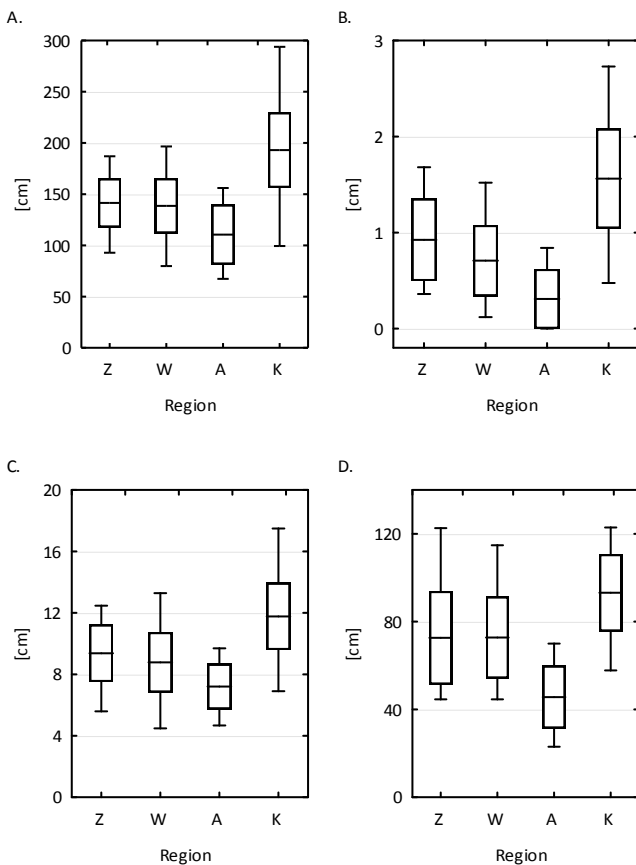 A.
300
250
200
150
100
50
0
[cm]
Z W A K
Region
B.
3
2
1
0
[cm]
Z W A K
Region
C.
20
16
12
8
4
0
[cm]
Z W A K
Region
D.
120
80
40
0
[cm]
Z W A K
Region